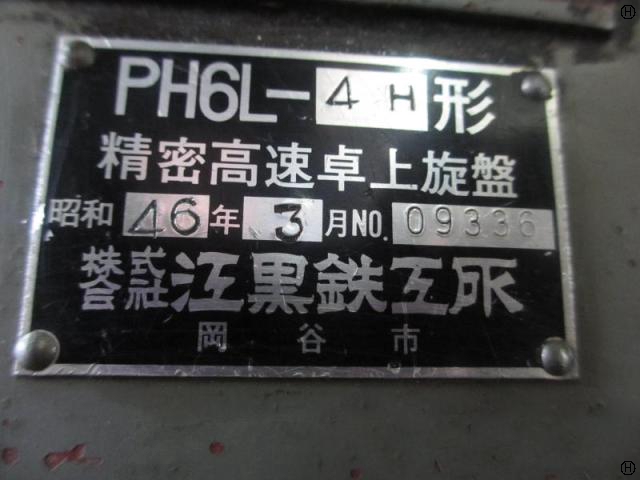 PH6L-4H形
精密高速卓上旋盤
昭和46年3月NO.09336
株式会社江黒鉄工所
岡谷市